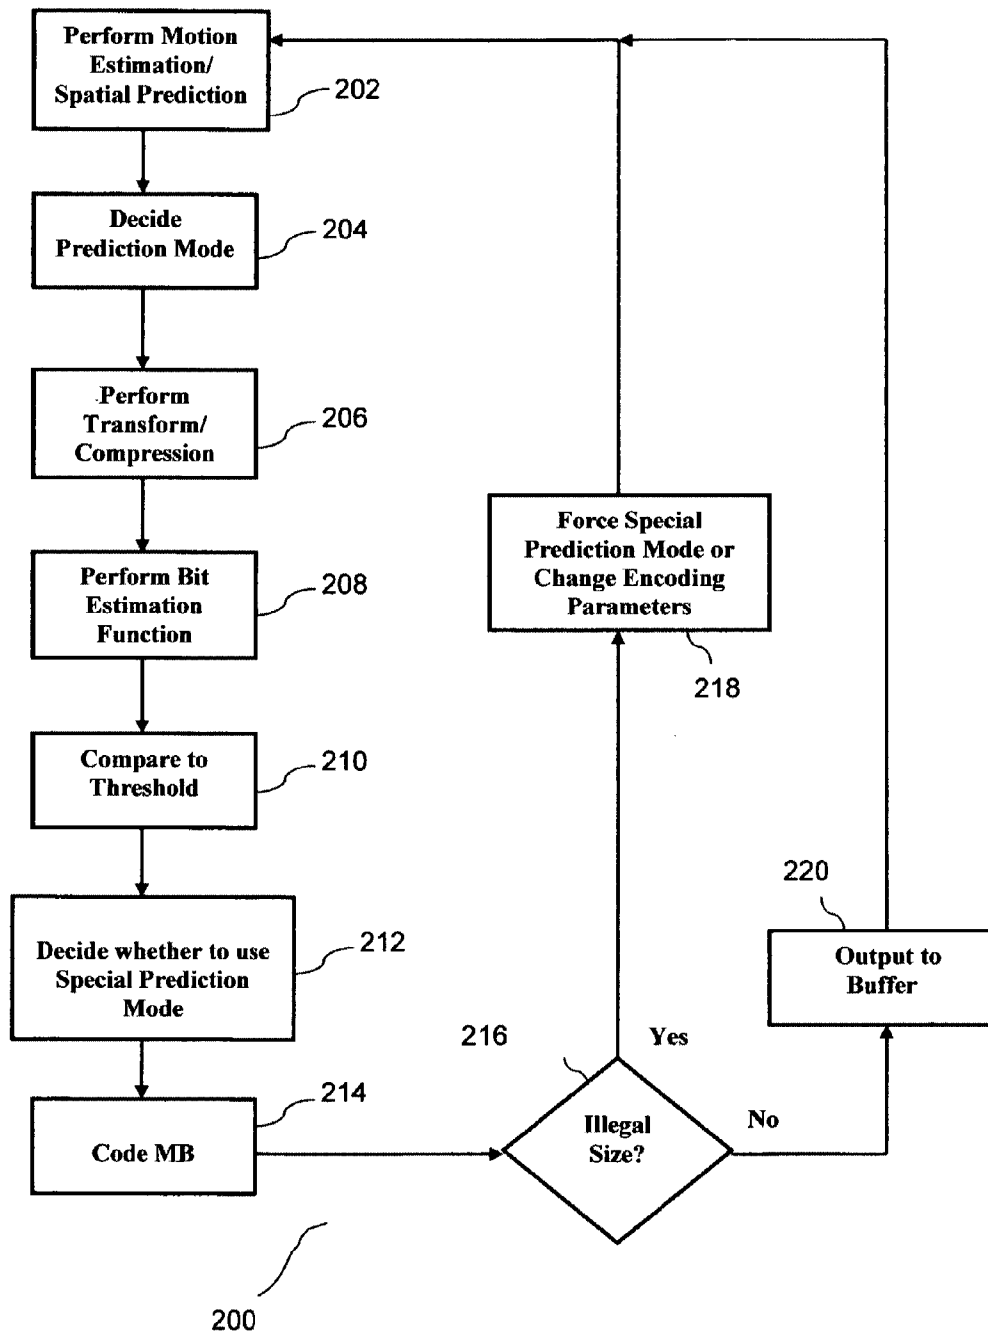 Perform Motion
Estimation/
Spatial Prediction
202
Decide
Prediction Mode
204
Perform
Transform/
Compression
206
Perform Bit
Estimation
Function
208
Force Special
Prediction Mode or
Change Encoding
Parameters
218
Compare to
Threshold
210
Decide whether to use
Special Prediction
Mode
212
220
Output to
Buffer
Code MB
214
216
Illegal
Size?
Yes
No
200